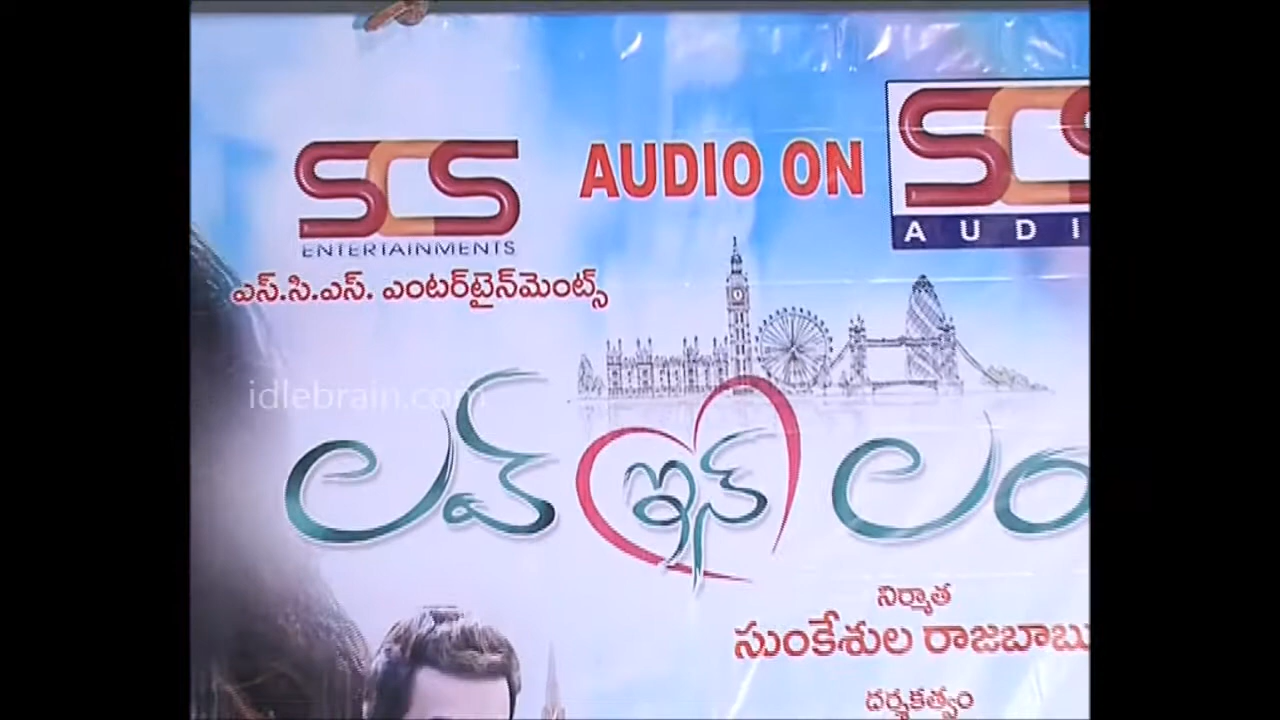 SCS
ENTERTAINMENTS
AUDIO ON
SCS
AUDI
ఎస్.సి.ఎస్. ఎంటర్‌టైన్‌మెంట్స్
idlebrain.com
లవ్ ఇన్ లం
నిర్మాత
సుంకేశుల రాజబాబు
దర్శకత్వం